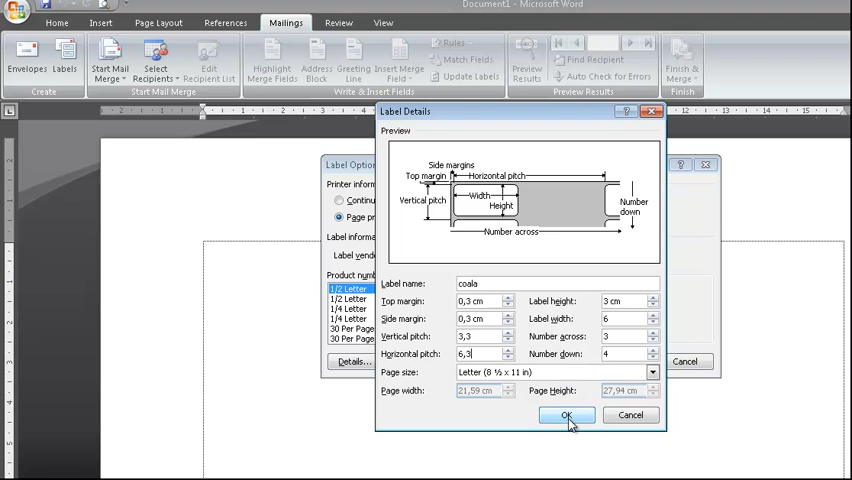 Document1 - Microsoft Word
Home Insert Page Layout References Mailings Review View
Envelopes Labels Start Mail Merge Select Recipients Edit Recipient List Highlight Merge Fields Address Block Greeting Line Insert Merge Field Rules Match Fields Update Labels Preview Results Find Recipient Auto Check for Errors Finish & Merge
Create Start Mail Merge Write & Insert Fields Preview Results Finish
Label Details
Preview
Side margins
Top margin Horizontal pitch
Vertical pitch Width
Height Number down
Number across
Label name: coala
Top margin: 0,3 cm Label height: 3 cm
Side margin: 0,3 cm Label width: 6
Vertical pitch: 3,3 Number across: 3
Horizontal pitch: 6,3 Number down: 4
Page size: Letter (8 ½ x 11 in)
Page width: 21,59 cm Page Height: 27,94 cm
OK Cancel
Label Option
Printer inform
Continu
Page pr
Label informa
Label vend
Product numb
1/2 Letter
1/2 Letter
1/4 Letter
1/4 Letter
30 Per Page
30 Per Page
Details... Cancel